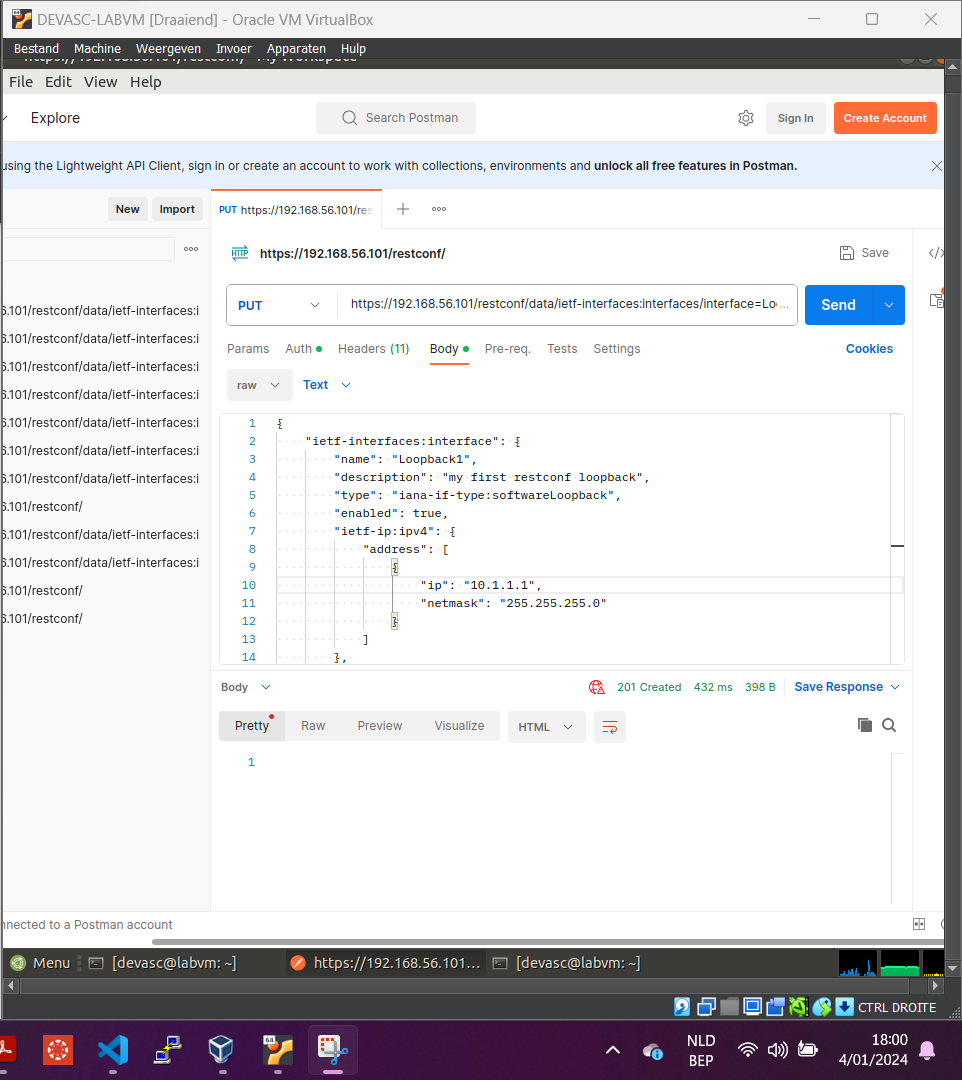 DEVASC-LABVM [Draaiend] - Oracle VM VirtualBox
Bestand Machine Weergeven Invoer Apparaten Hulp
https://192.168.56.101/restconf/ - My Workspace
File Edit View Help
Explore Search Postman Sign In Create Account
using the Lightweight API Client, sign in or create an account to work with collections, environments and unlock all free features in Postman.
New Import PUT https://192.168.56.101/res
HTTP https://192.168.56.101/restconf/ Save
PUT https://192.168.56.101/restconf/data/ietf-interfaces:interfaces/interface=Lo... Send
6.101/restconf/data/ietf-interfaces:i
6.101/restconf/data/ietf-interfaces:i
6.101/restconf/data/ietf-interfaces:i
6.101/restconf/data/ietf-interfaces:i
6.101/restconf/data/ietf-interfaces:i
6.101/restconf/data/ietf-interfaces:i
6.101/restconf/data/ietf-interfaces:i
6.101/restconf/
6.101/restconf/data/ietf-interfaces:i
6.101/restconf/data/ietf-interfaces:i
6.101/restconf/
6.101/restconf/
Params Auth Headers (11) Body Pre-req. Tests Settings Cookies
raw Text
1 {
2 "ietf-interfaces:interface": {
3 "name": "Loopback1",
4 "description": "my first restconf loopback",
5 "type": "iana-if-type:softwareLoopback",
6 "enabled": true,
7 "ietf-ip:ipv4": {
8 "address": [
9 {
10 "ip": "10.1.1.1",
11 "netmask": "255.255.255.0"
12 }
13 ]
14 },
Body 201 Created 432 ms 398 B Save Response
Pretty Raw Preview Visualize HTML
1
nnected to a Postman account
Menu [devasc@labvm: ~] https://192.168.56.101... [devasc@labvm: ~]
CTRL DROITE
64
NLD
BEP
18:00
4/01/2024